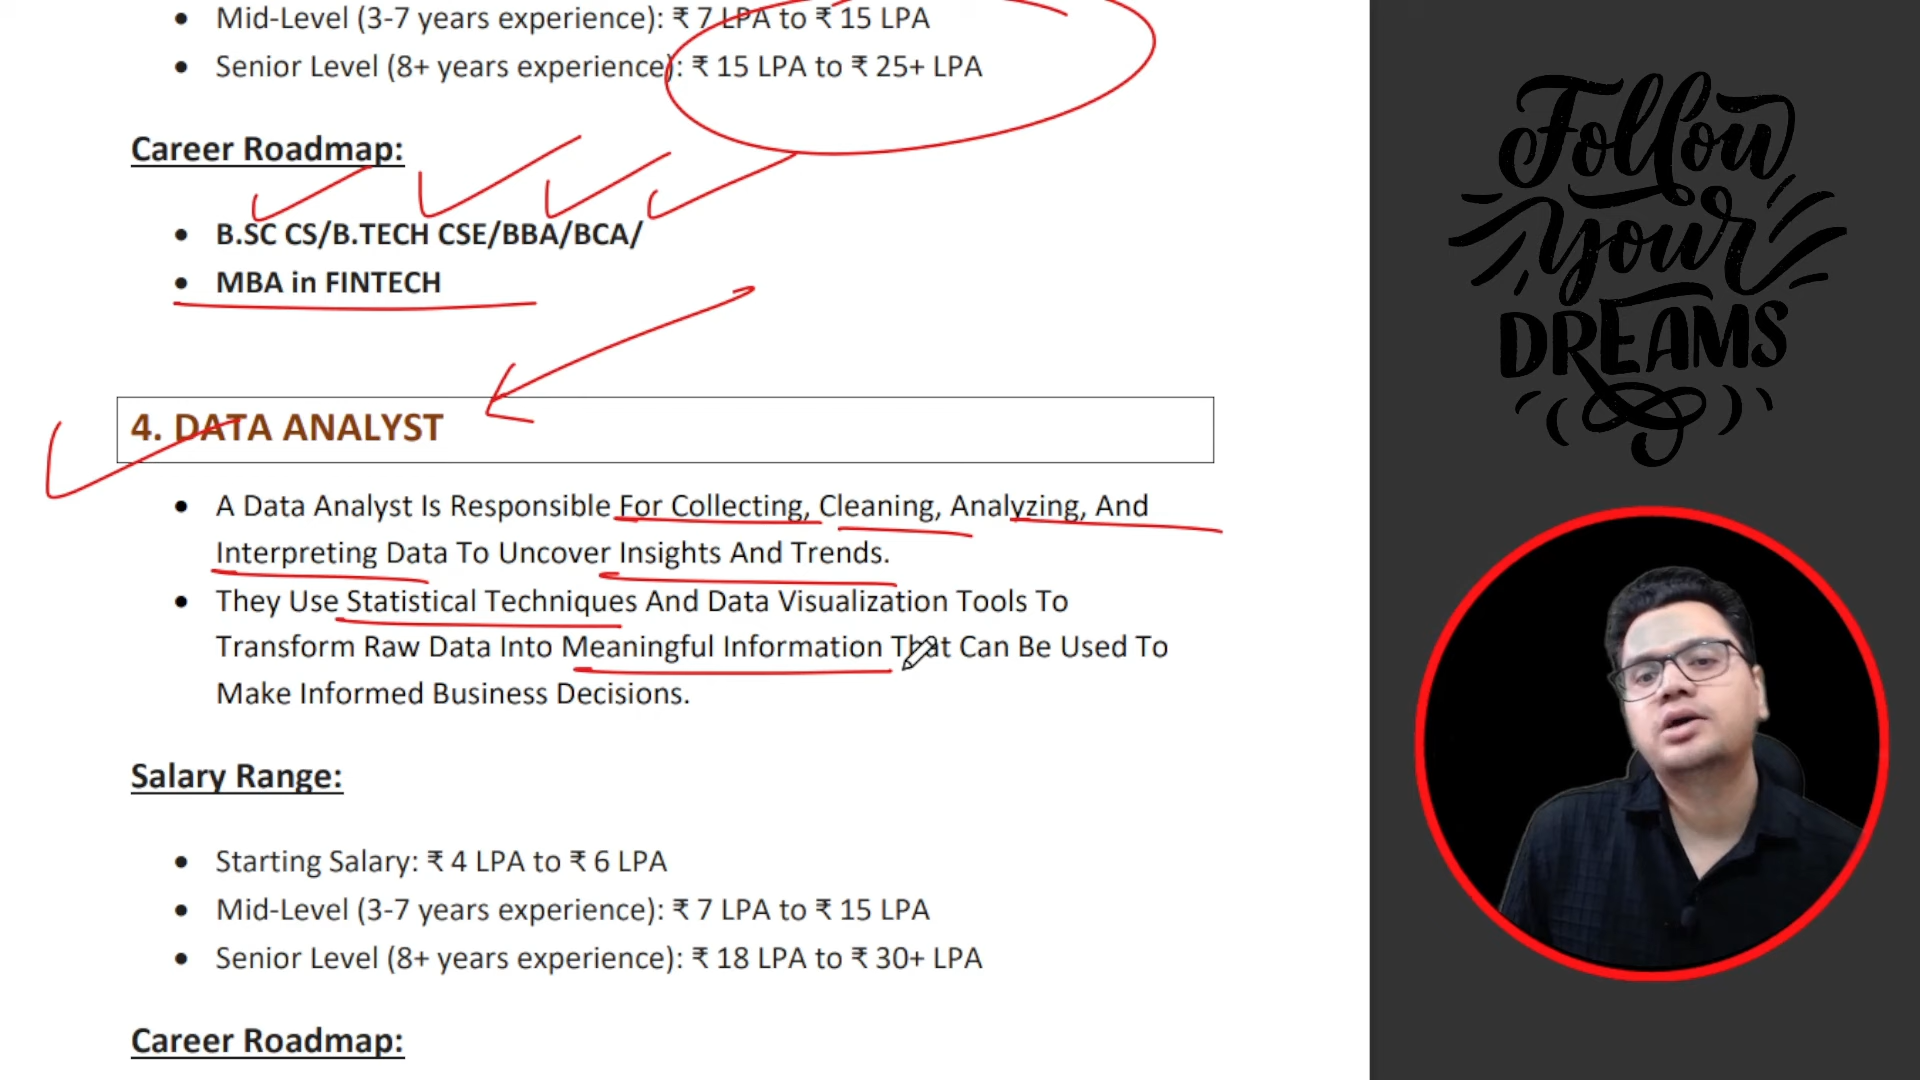 • Mid-Level (3-7 years experience): ₹ 7 LPA to ₹ 15 LPA
• Senior Level (8+ years experience): ₹ 15 LPA to ₹ 25+ LPA
Career Roadmap:
• B.SC CS/B.TECH CSE/BBA/BCA/
• MBA in FINTECH
4. DATA ANALYST
• A Data Analyst Is Responsible For Collecting, Cleaning, Analyzing, And
Interpreting Data To Uncover Insights And Trends.
• They Use Statistical Techniques And Data Visualization Tools To
Transform Raw Data Into Meaningful Information That Can Be Used To
Make Informed Business Decisions.
Salary Range:
• Starting Salary: ₹ 4 LPA to ₹ 6 LPA
• Mid-Level (3-7 years experience): ₹ 7 LPA to ₹ 15 LPA
• Senior Level (8+ years experience): ₹ 18 LPA to ₹ 30+ LPA
Career Roadmap:
Follow
Your
DREAMS